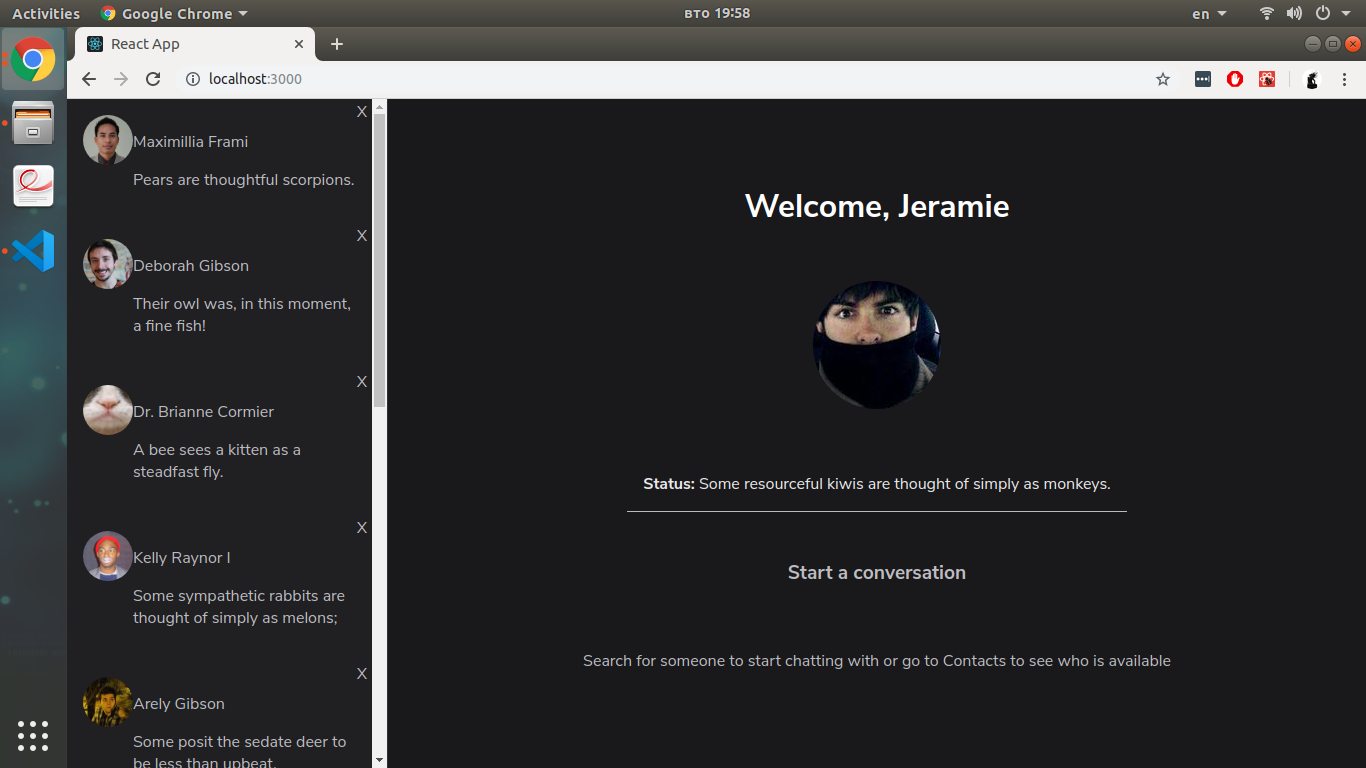 Activities
Google Chrome
вто 19:58
en
React App
localhost:3000
X
Maximillia Frami
Pears are thoughtful scorpions.
X
Deborah Gibson
Their owl was, in this moment,
a fine fish!
X
Dr. Brianne Cormier
A bee sees a kitten as a
steadfast fly.
X
Kelly Raynor I
Some sympathetic rabbits are
thought of simply as melons;
X
Arely Gibson
Some posit the sedate deer to
be less than upbeat.
Welcome, Jeramie
Status: Some resourceful kiwis are thought of simply as monkeys.
Start a conversation
Search for someone to start chatting with or go to Contacts to see who is available